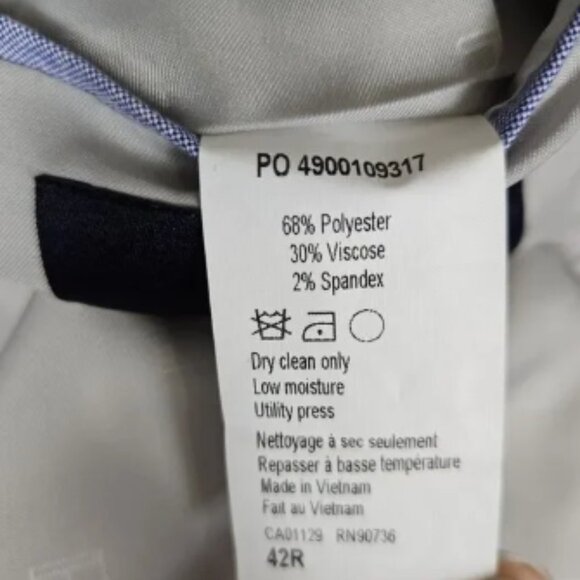 PO 4900109317
68% Polyester
30% Viscose
2% Spandex
Dry clean only
Low moisture
Utility press
Nettoyage à sec seulement
Repasser à basse température
Made in Vietnam
Fait au Vietnam
CA01129 RN90736
42R